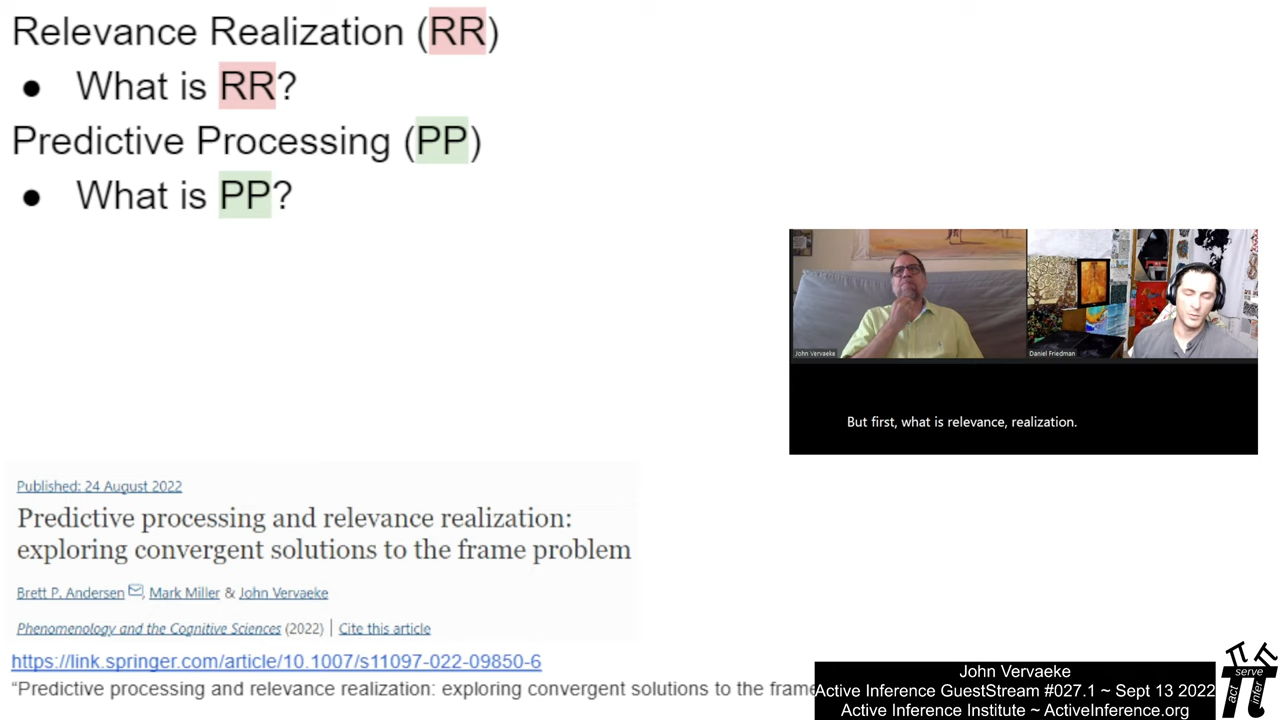 Relevance Realization (RR)
● What is RR?
Predictive Processing (PP)
● What is PP?
John Vervaeke
Daniel Friedman
But first, what is relevance, realization.
Published: 24 August 2022
Predictive processing and relevance realization:
exploring convergent solutions to the frame problem
Brett P. Andersen, Mark Miller & John Vervaeke
Phenomenology and the Cognitive Sciences (2022) | Cite this article
https://link.springer.com/article/10.1007/s11097-022-09850-6
“Predictive processing and relevance realization: exploring convergent solutions to the frame
John Vervaeke
Active Inference GuestStream #027.1 ~ Sept 13 2022
Active Inference Institute ~ ActiveInference.org
serve
act
infer